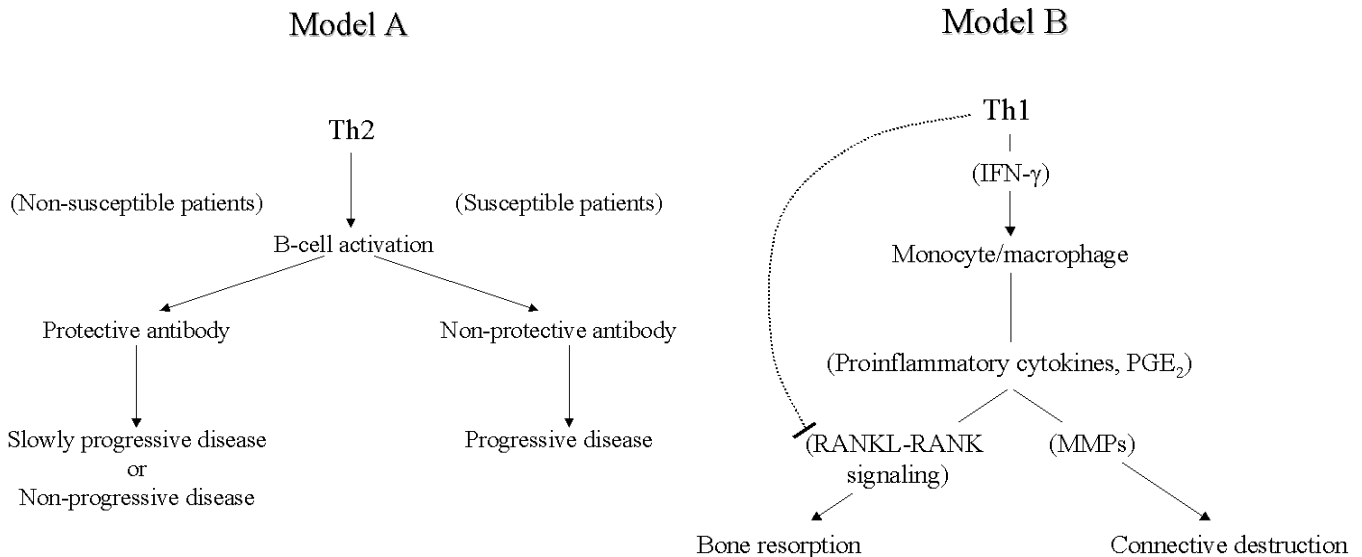 Model A
Th2
(Non-susceptible patients)
(Susceptible patients)
B-cell activation
Protective antibody
Non-protective antibody
Slowly progressive disease
or
Non-progressive disease
Progressive disease
Model B
Th1
(IFN-γ)
Monocyte/macrophage
(Proinflammatory cytokines, PGE₂)
(RANKL-RANK
signaling)
(MMPs)
Bone resorption
Connective destruction